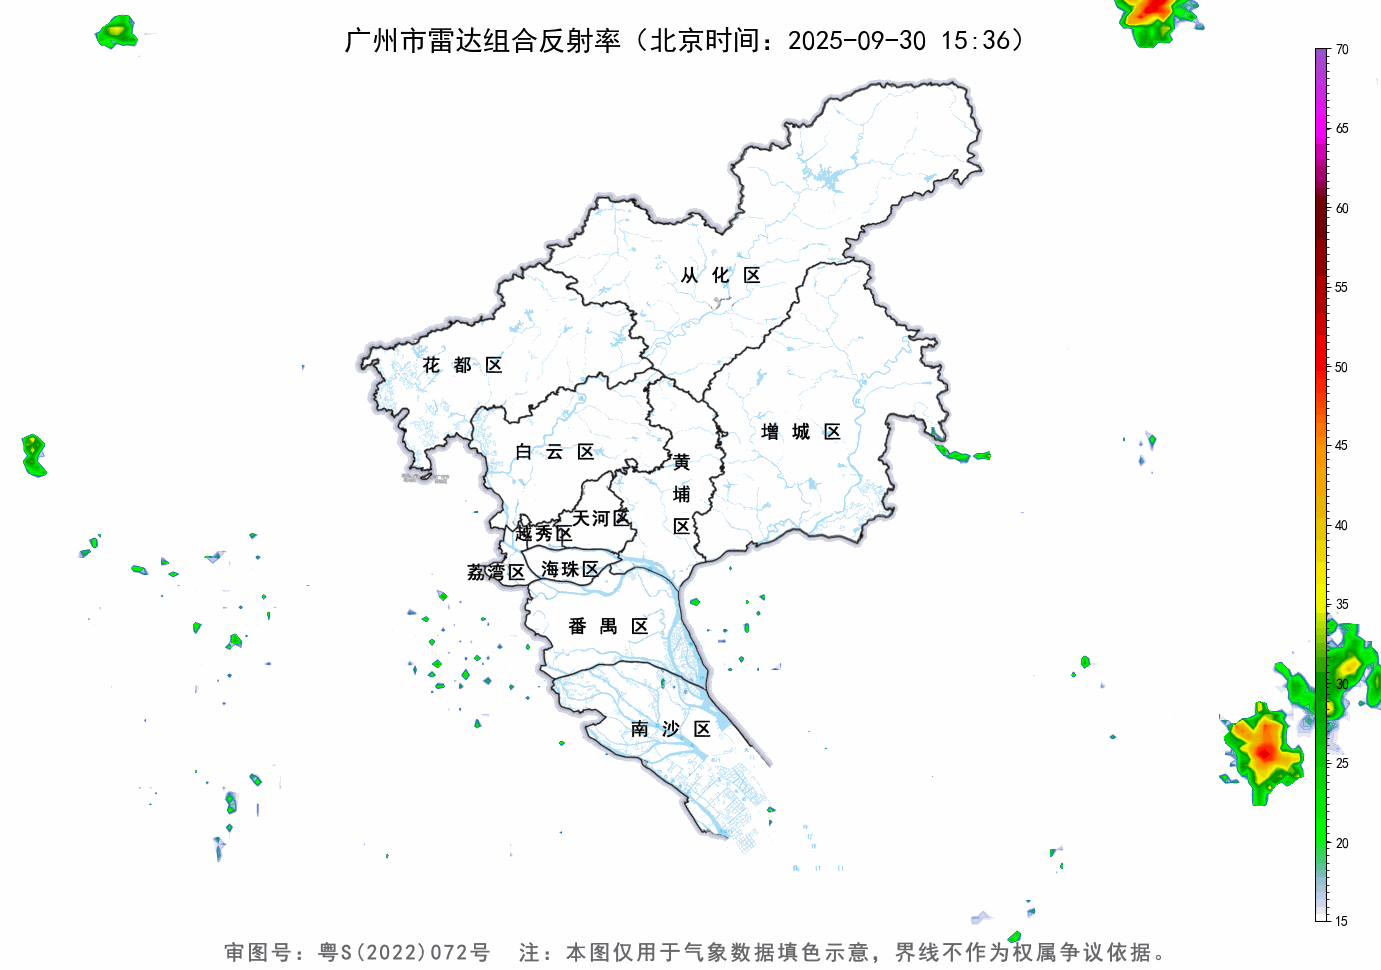 广州市雷达组合反射率（北京时间：2025-09-30 15:36）
70
65
60
55
50
45
40
35
30
25
20
15
从化区
花都区
增城区
白云区
黄埔区
天河区
越秀区
海珠区
荔湾区
番禺区
南沙区
审图号：粤S(2022)072号 注：本图仅用于气象数据填色示意，界线不作为权属争议依据。